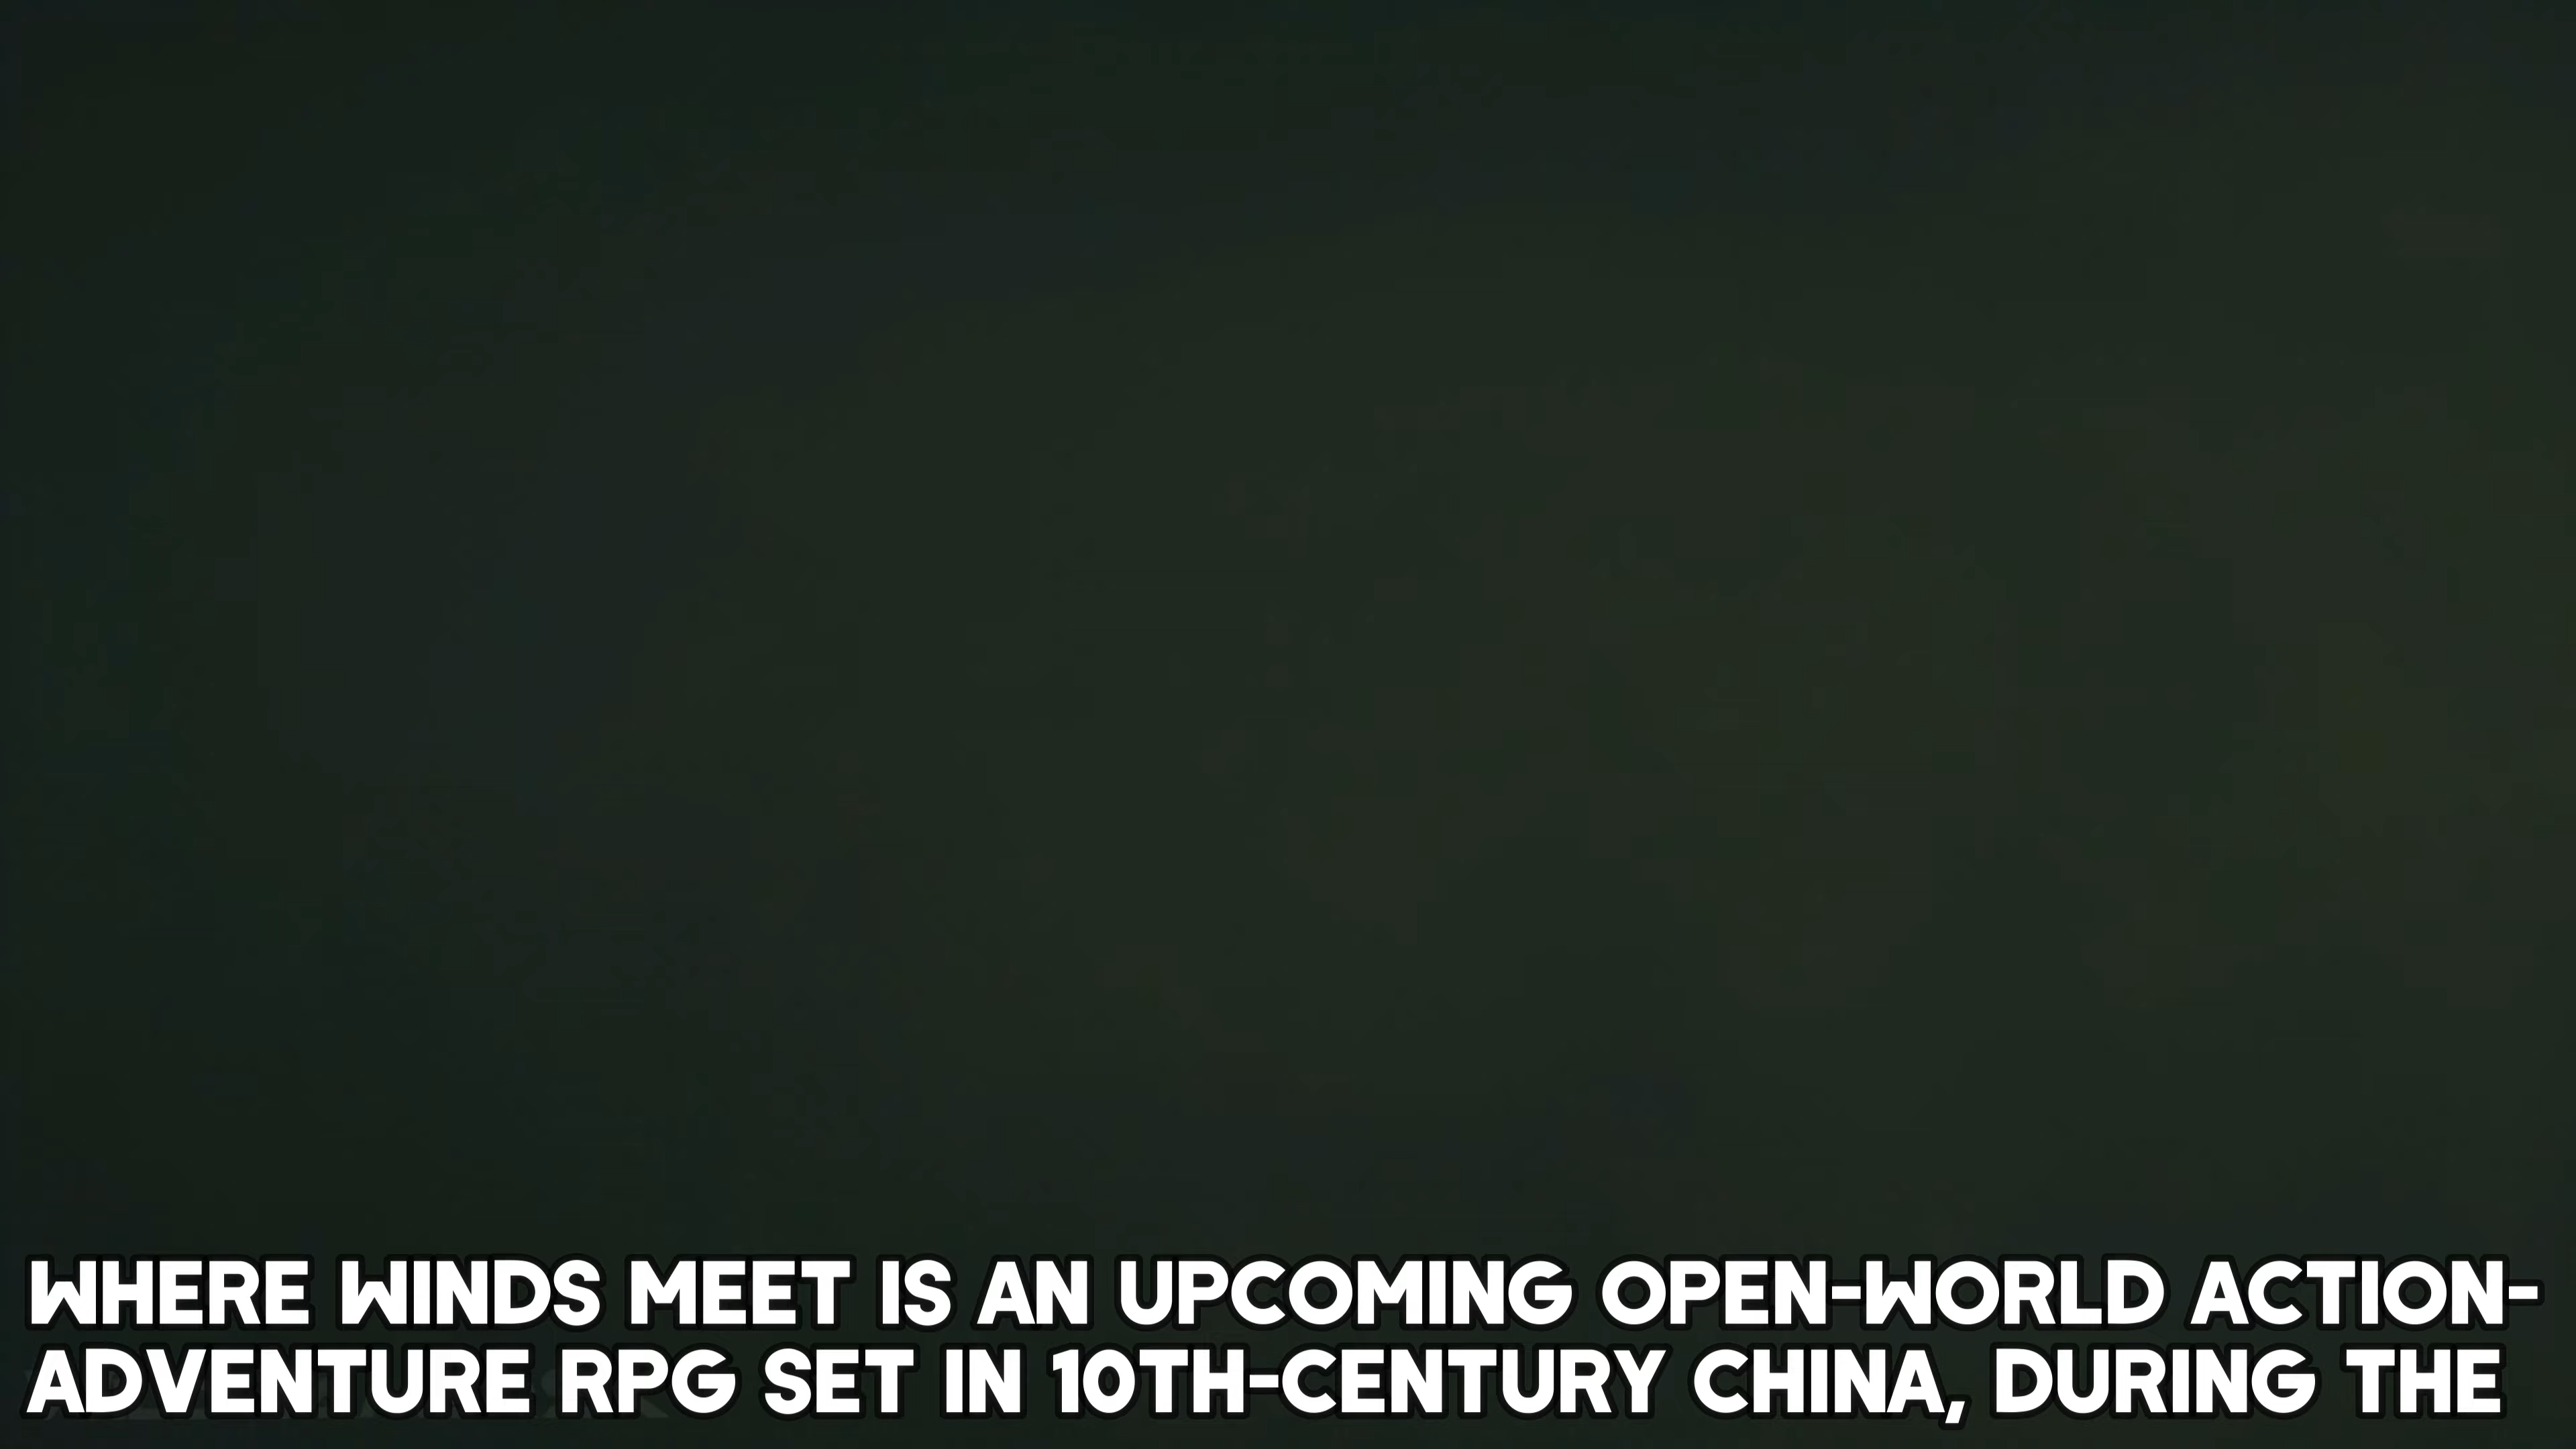 WHERE WINDS MEET IS AN UPCOMING OPEN-WORLD ACTION-
ADVENTURE RPG SET IN 10TH-CENTURY CHINA, DURING THE